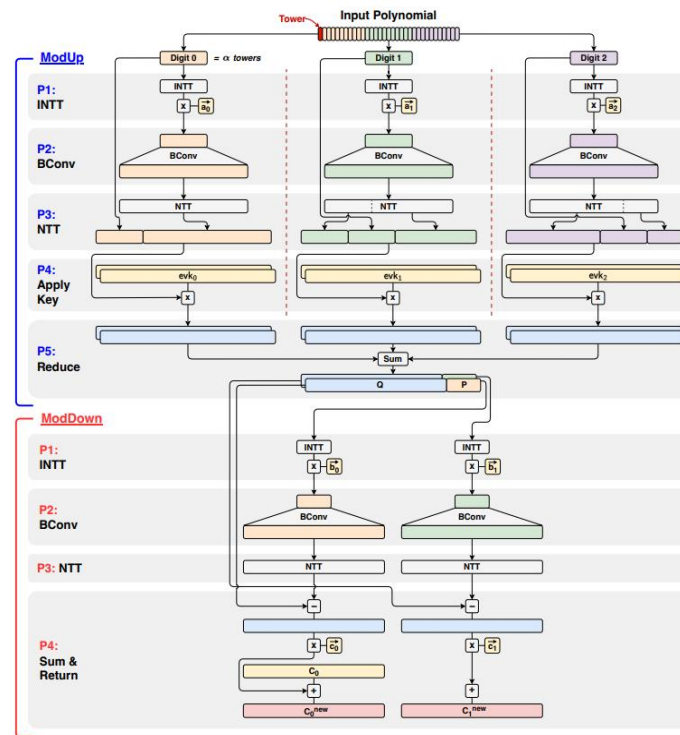 Input Polynomial
Tower
ModUp
Digit 0 = α towers Digit 1 Digit 2
P1:
INTT
INTT INTT INTT
x a₀ x a₁ x a₂
P2:
BConv
BConv BConv BConv
P3:
NTT
NTT NTT NTT
P4:
Apply
Key
evk₀ evk₁ evk₂
x x x
P5:
Reduce
Sum
Q P
ModDown
P1:
INTT
INTT INTT
x b₀ x b₁
P2:
BConv
BConv BConv
P3: NTT
NTT NTT
− −
P4:
Sum &
Return
x c₀ x c₁
C₀
+ +
C₀ⁿᵉʷ C₁ⁿᵉʷ